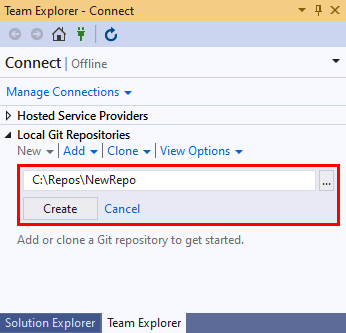 Team Explorer - Connect
Connect | Offline
Manage Connections
Hosted Service Providers
Local Git Repositories
New | Add | Clone | View Options
C:\Repos\NewRepo ...
Create Cancel
Add or clone a Git repository to get started.
Solution Explorer Team Explorer